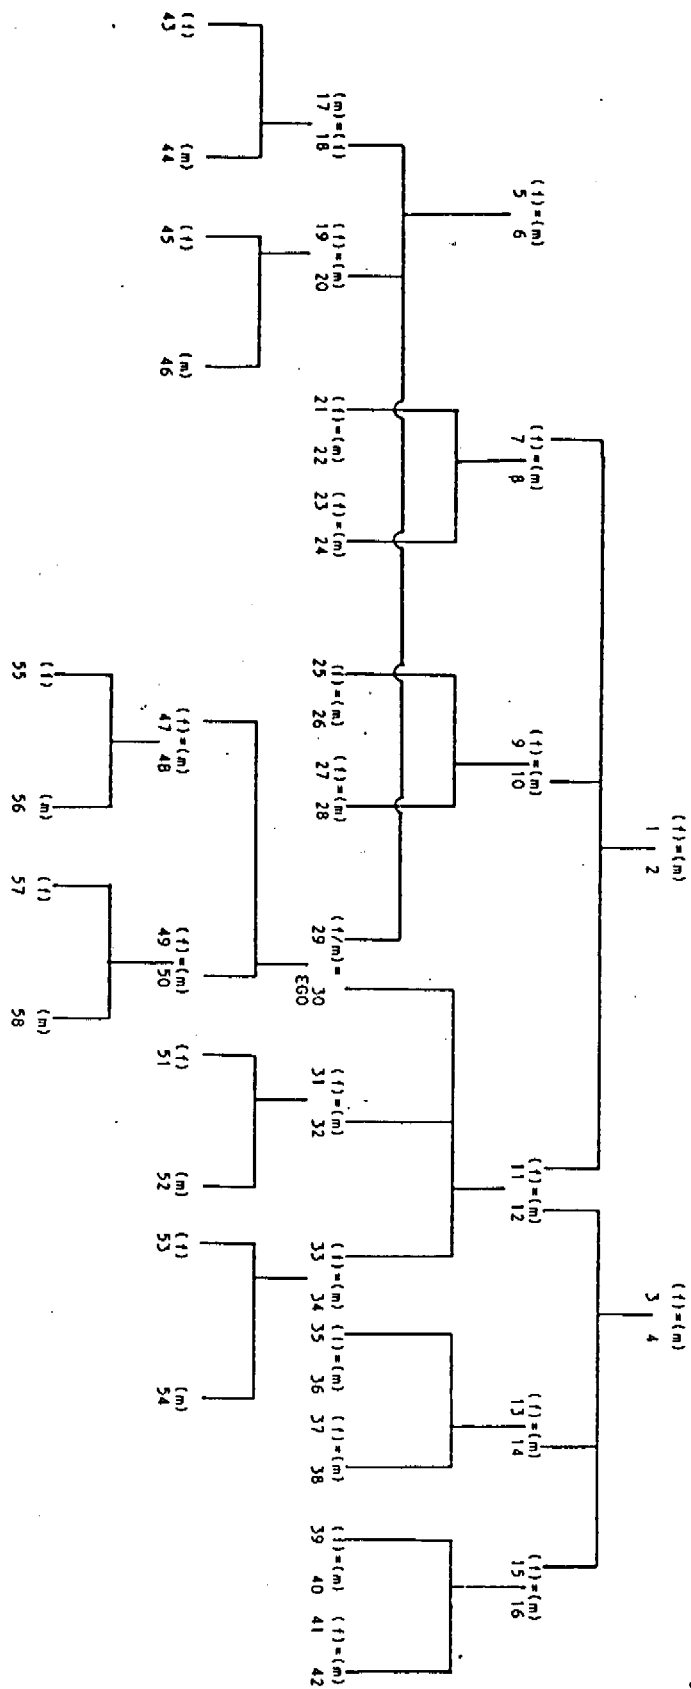 (f)=(m) (f)=(m)
1 2 3 4
(f)=(m) (f)=(m) (f)=(m) (f)=(m) (f)=(m) (f)=(m)
5 6 7 8 9 10 11 12 13 14 15 16
(m)=(f) (f)=(m) (f)=(m) (f)=(m) (f)=(m) (f)=(m) (f/m)= (f)=(m) (f)=(m) (f)=(m) (f)=(m) (f)=(m) (f)=(m)
17 18 19 20 21 22 23 24 25 26 27 28 29 30 31 32 33 34 35 36 37 38 39 40 41 42
EGO
(f) (m) (f) (m) (f)=(m) (f)=(m) (f) (m) (f) (m)
43 44 45 46 47 48 49 50 51 52 53 54
(f) (m) (f) (m)
55 56 57 58